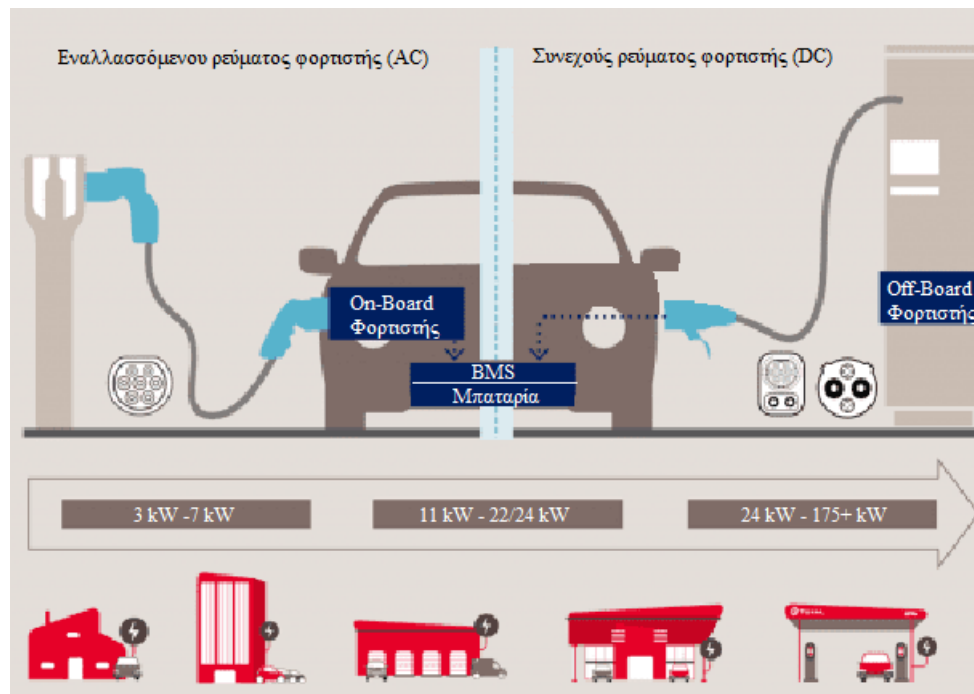 Εναλλασσόμενου ρεύματος φορτιστής (AC)
Συνεχούς ρεύματος φορτιστής (DC)
On-Board
Φορτιστής
Off-Board
Φορτιστής
BMS
Μπαταρία
3 kW -7 kW
11 kW - 22/24 kW
24 kW - 175+ kW
TOTAL